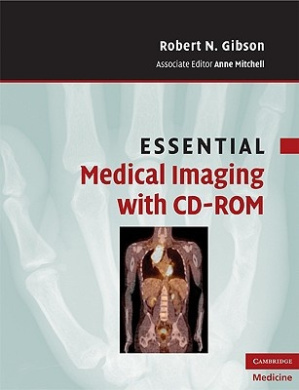 Robert N. Gibson
Associate Editor Anne Mitchell
ESSENTIAL
Medical Imaging
with CD-ROM
CAMBRIDGE
Medicine